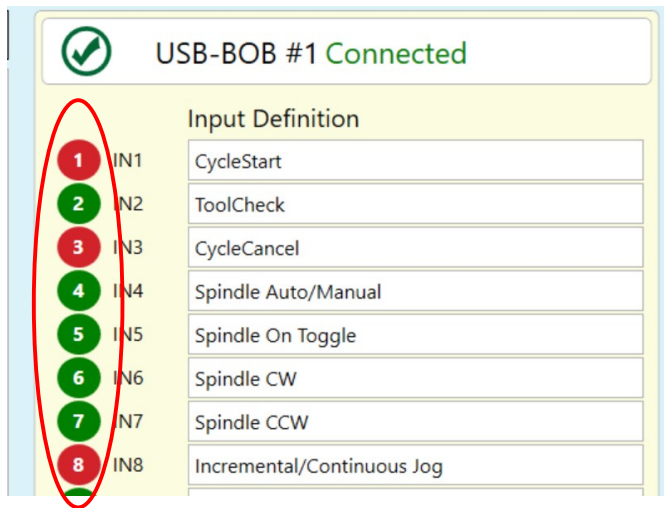 USB-BOB #1 Connected
Input Definition
1 IN1 CycleStart
2 IN2 ToolCheck
3 IN3 CycleCancel
4 IN4 Spindle Auto/Manual
5 IN5 Spindle On Toggle
6 IN6 Spindle CW
7 IN7 Spindle CCW
8 IN8 Incremental/Continuous Jog